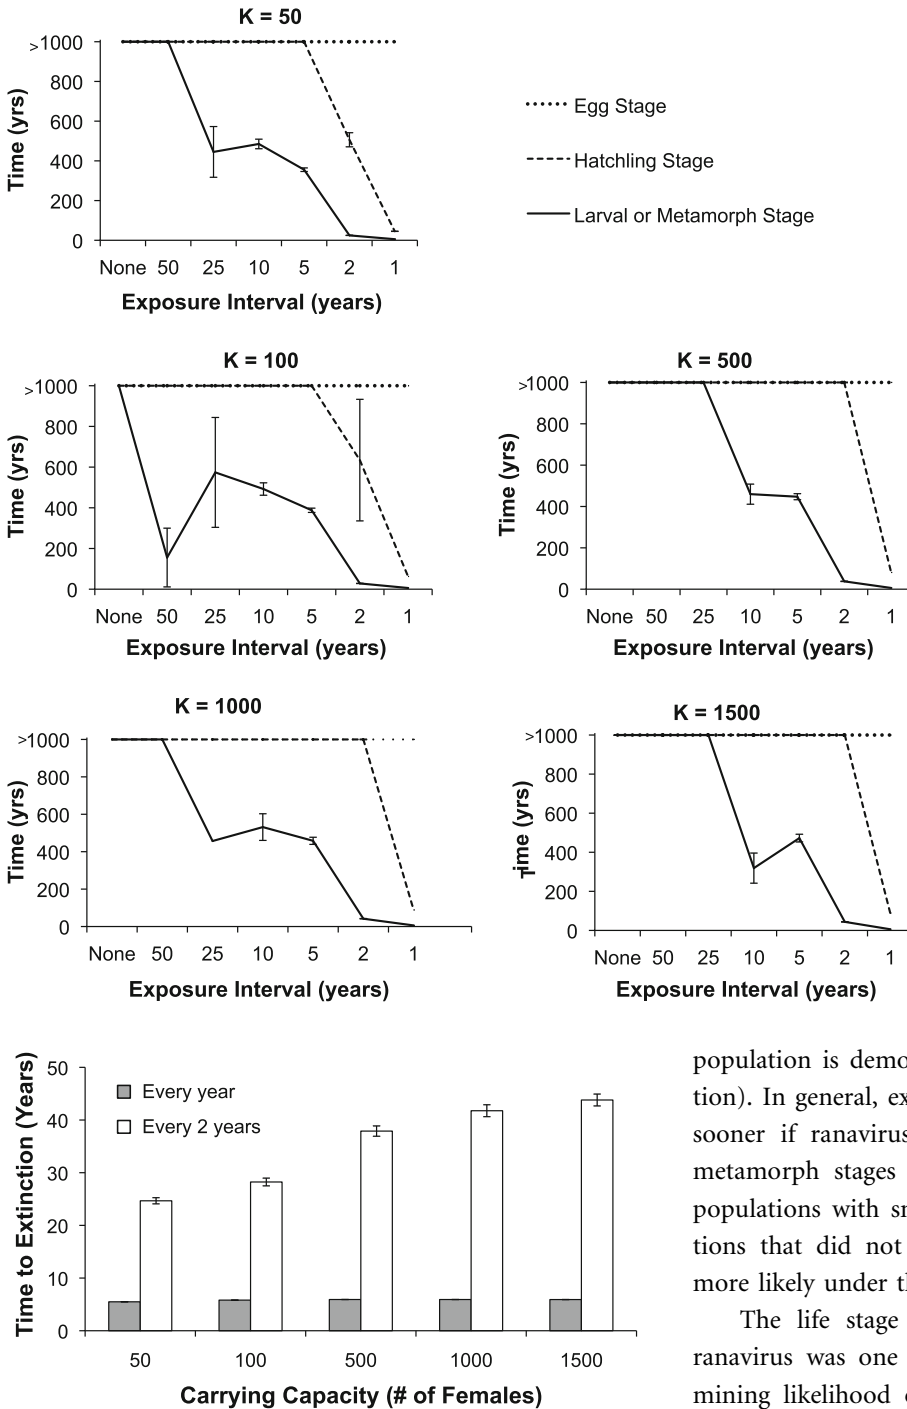 K = 50
>1000
800
600
400
200
0
Time (yrs)
None 50 25 10 5 2 1
Exposure Interval (years)
Egg Stage
Hatchling Stage
Larval or Metamorph Stage
K = 100
>1000
800
600
400
200
0
Time (yrs)
None 50 25 10 5 2 1
Exposure Interval (years)
K = 500
>1000
800
600
400
200
0
Time (yrs)
None 50 25 10 5 2 1
Exposure Interval (years)
K = 1000
>1000
800
600
400
200
0
Time (yrs)
None 50 25 10 5 2 1
Exposure Interval (years)
K = 1500
>1000
800
600
400
200
0
Time (yrs)
None 50 25 10 5 2 1
Exposure Interval (years)
50
40
30
20
10
0
Time to Extinction (Years)
Every year
Every 2 years
50 100 500 1000 1500
Carrying Capacity (# of Females)
population is demo
tion). In general, ex
sooner if ranavirus
metamorph stages
populations with sn
tions that did not
more likely under th
The life stage
ranavirus was one
mining likelihood